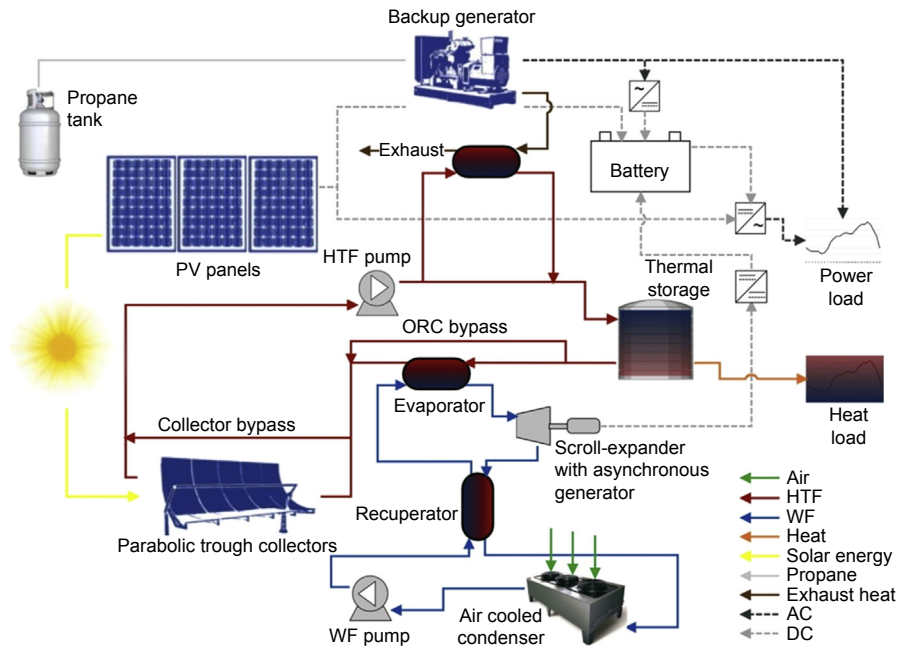 Backup generator
Propane
tank
Exhaust
Battery
PV panels
HTF pump
Thermal
storage
Power
load
ORC bypass
Evaporator
Heat
load
Collector bypass
Scroll-expander
with asynchronous
generator
Recuperator
Parabolic trough collectors
WF pump
Air cooled
condenser
Air
HTF
WF
Heat
Solar energy
Propane
Exhaust heat
AC
DC